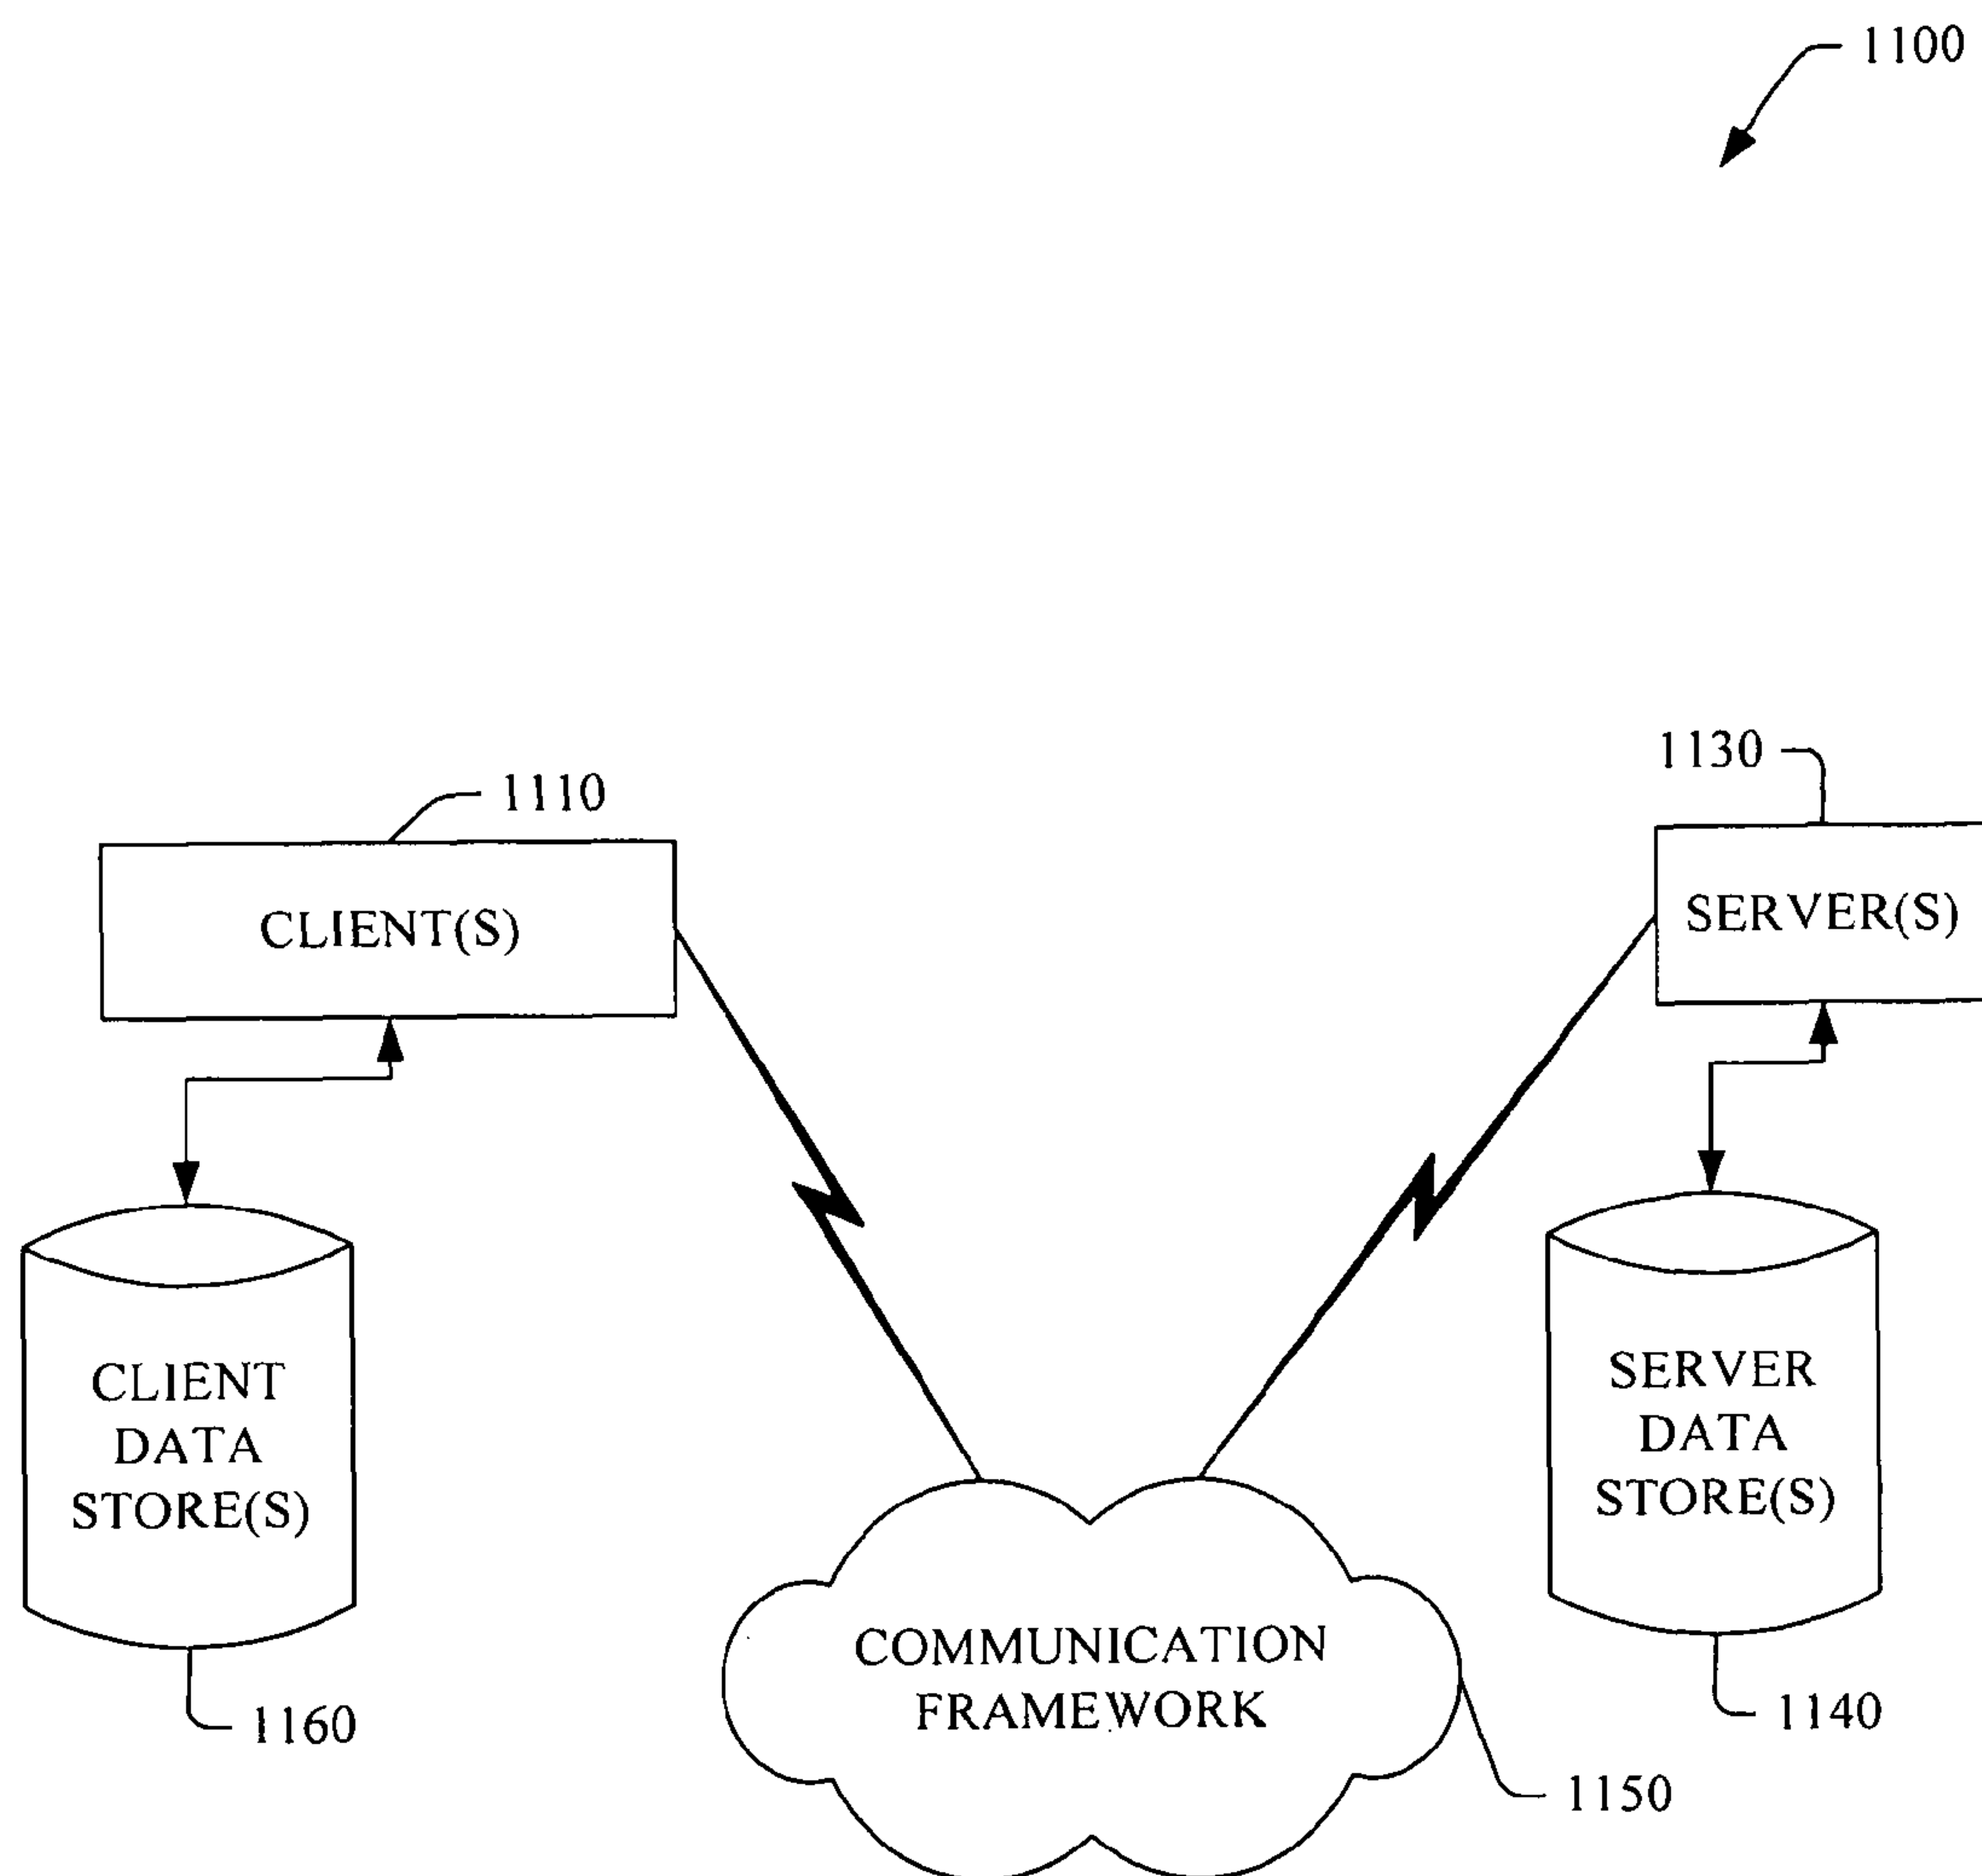 1100
1130
1110
CLIENT(S)
SERVER(S)
CLIENT
DATA
STORE(S)
SERVER
DATA
STORE(S)
COMMUNICATION
FRAMEWORK
1160
1140
1150